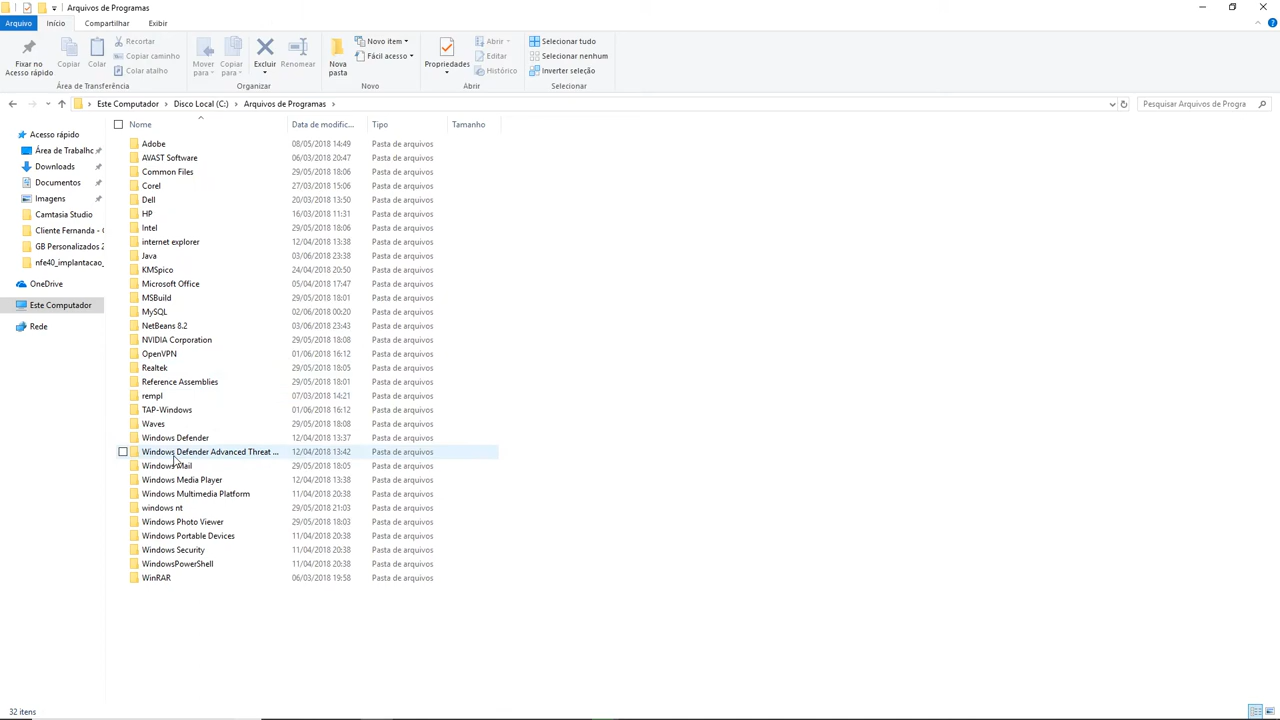 Arquivos de Programas
Arquivo Início Compartilhar Exibir
Fixar no Acesso rápido
Copiar
Colar
Recortar
Copiar caminho
Colar atalho
Área de Transferência
Mover para
Copiar para
Excluir
Renomear
Organizar
Nova pasta
Novo item
Fácil acesso
Novo
Propriedades
Abrir
Editar
Histórico
Abrir
Selecionar tudo
Selecionar nenhum
Inverter seleção
Selecionar
Este Computador > Disco Local (C:) > Arquivos de Programas >
Pesquisar Arquivos de Progra
Acesso rápido
Área de Trabalhc
Downloads
Documentos
Imagens
Camtasia Studio
Cliente Fernanda - (
GB Personalizados 2
nfe40_implantacao_
OneDrive
Este Computador
Rede
Nome Data de modific... Tipo Tamanho
Adobe 08/05/2018 14:49 Pasta de arquivos
AVAST Software 06/03/2018 20:47 Pasta de arquivos
Common Files 29/05/2018 18:06 Pasta de arquivos
Corel 27/03/2018 15:06 Pasta de arquivos
Dell 20/03/2018 13:50 Pasta de arquivos
HP 16/03/2018 11:31 Pasta de arquivos
Intel 29/05/2018 18:06 Pasta de arquivos
internet explorer 12/04/2018 13:38 Pasta de arquivos
Java 03/06/2018 23:38 Pasta de arquivos
KMSpico 24/04/2018 20:50 Pasta de arquivos
Microsoft Office 05/04/2018 17:47 Pasta de arquivos
MSBuild 29/05/2018 18:01 Pasta de arquivos
MySQL 02/06/2018 00:20 Pasta de arquivos
NetBeans 8.2 03/06/2018 23:43 Pasta de arquivos
NVIDIA Corporation 29/05/2018 18:08 Pasta de arquivos
OpenVPN 01/06/2018 16:12 Pasta de arquivos
Realtek 29/05/2018 18:05 Pasta de arquivos
Reference Assemblies 29/05/2018 18:01 Pasta de arquivos
rempl 07/03/2018 14:21 Pasta de arquivos
TAP-Windows 01/06/2018 16:12 Pasta de arquivos
Waves 29/05/2018 18:08 Pasta de arquivos
Windows Defender 12/04/2018 13:37 Pasta de arquivos
Windows Defender Advanced Threat ... 12/04/2018 13:42 Pasta de arquivos
Windows Mail 29/05/2018 18:05 Pasta de arquivos
Windows Media Player 12/04/2018 13:38 Pasta de arquivos
Windows Multimedia Platform 11/04/2018 20:38 Pasta de arquivos
windows nt 29/05/2018 21:03 Pasta de arquivos
Windows Photo Viewer 29/05/2018 18:03 Pasta de arquivos
Windows Portable Devices 11/04/2018 20:38 Pasta de arquivos
Windows Security 11/04/2018 20:38 Pasta de arquivos
WindowsPowerShell 11/04/2018 20:38 Pasta de arquivos
WinRAR 06/03/2018 19:58 Pasta de arquivos
32 itens